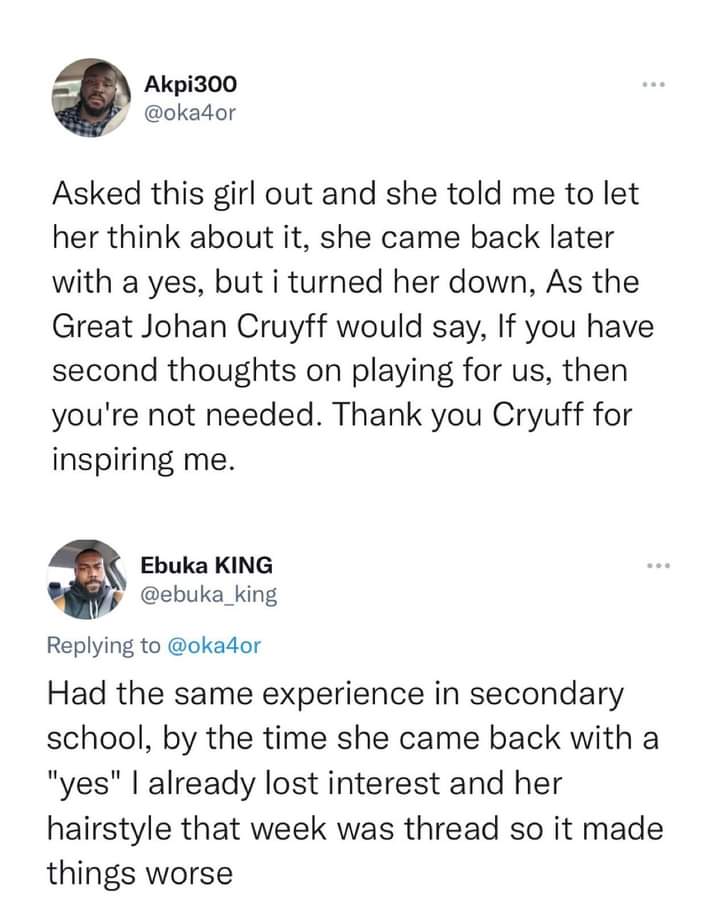 Akpi300
@oka4or
Asked this girl out and she told me to let
her think about it, she came back later
with a yes, but i turned her down, As the
Great Johan Cruyff would say, If you have
second thoughts on playing for us, then
you're not needed. Thank you Cryuff for
inspiring me.
Ebuka KING
@ebuka_king
Replying to @oka4or
Had the same experience in secondary
school, by the time she came back with a
"yes" I already lost interest and her
hairstyle that week was thread so it made
things worse